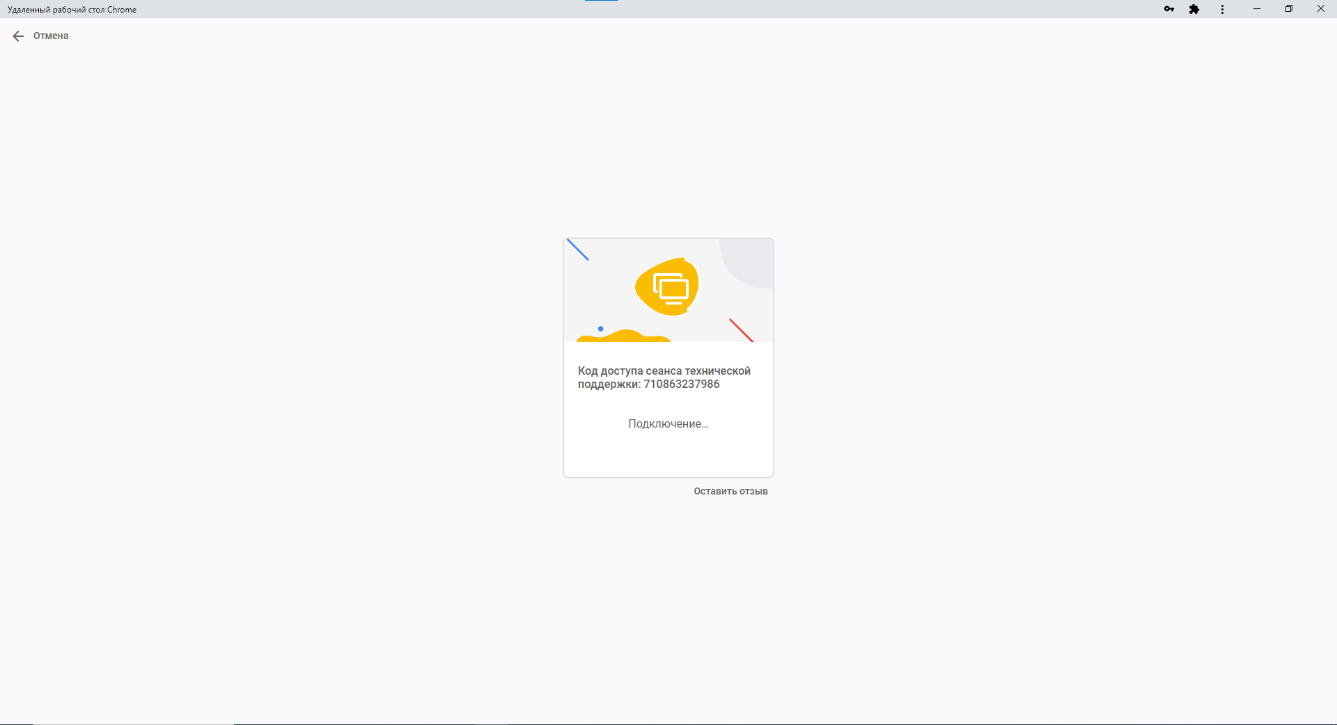 Удаленный рабочий стол Chrome
Отмена
Код доступа сеанса технической
поддержки: 710863237986
Подключение…
Оставить отзыв